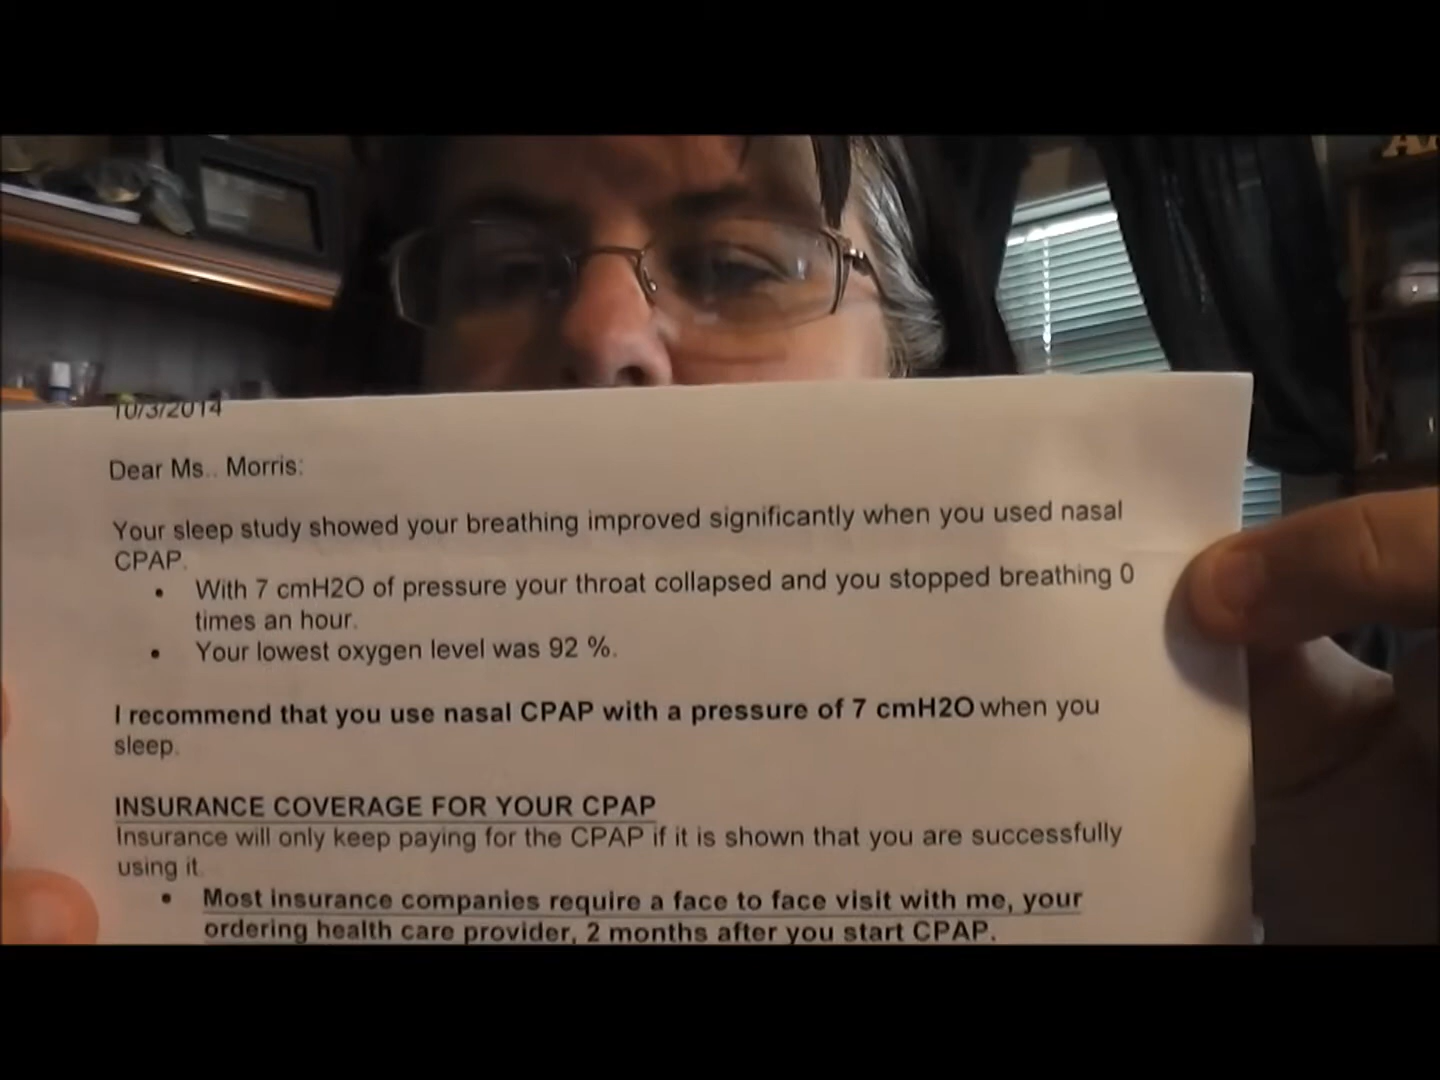 10/3/2014
Dear Ms.. Morris:
Your sleep study showed your breathing improved significantly when you used nasal
CPAP.
• With 7 cmH2O of pressure your throat collapsed and you stopped breathing 0
times an hour.
• Your lowest oxygen level was 92 %.
I recommend that you use nasal CPAP with a pressure of 7 cmH2O when you
sleep.
INSURANCE COVERAGE FOR YOUR CPAP
Insurance will only keep paying for the CPAP if it is shown that you are successfully
using it.
• Most insurance companies require a face to face visit with me, your
ordering health care provider, 2 months after you start CPAP.